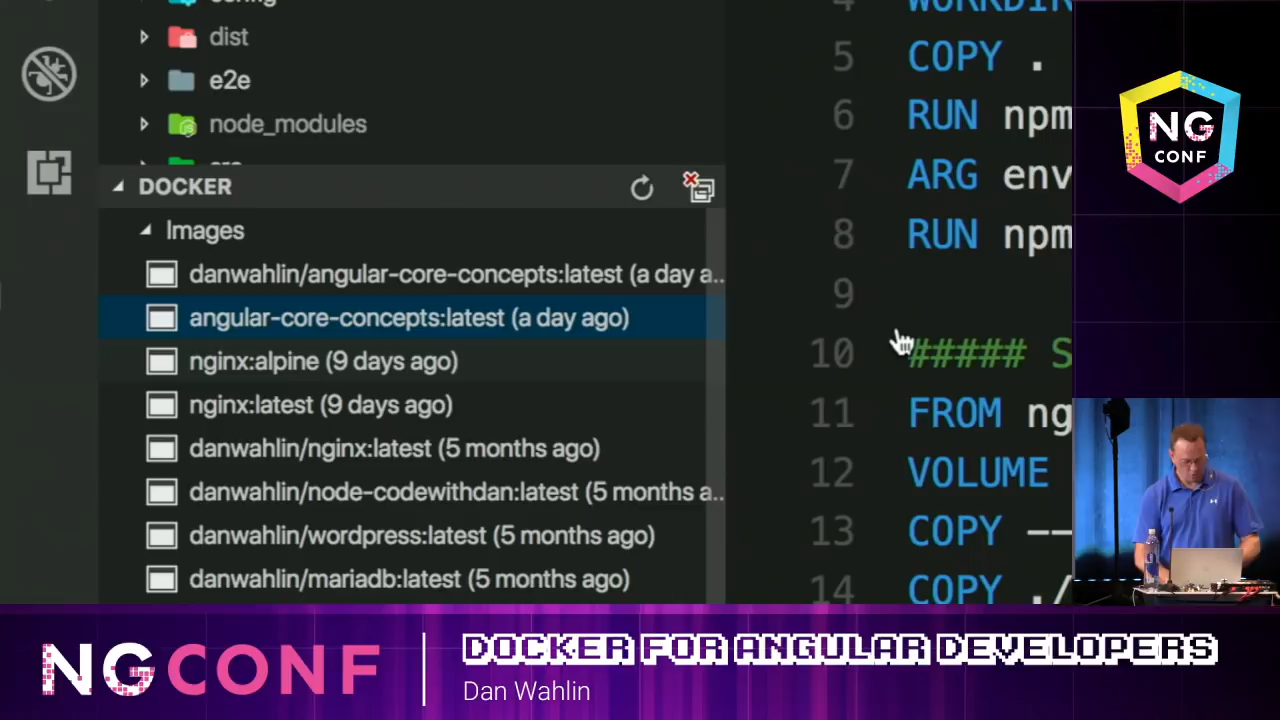 dist
e2e
node_modules
DOCKER
Images
danwahlin/angular-core-concepts:latest (a day a..
angular-core-concepts:latest (a day ago)
nginx:alpine (9 days ago)
nginx:latest (9 days ago)
danwahlin/nginx:latest (5 months ago)
danwahlin/node-codewithdan:latest (5 months a..
danwahlin/wordpress:latest (5 months ago)
danwahlin/mariadb:latest (5 months ago)
4 WORKDIR
5 COPY .
6 RUN npm
7 ARG env
8 RUN npm
9
10 ##### S
11 FROM ng
12 VOLUME
13 COPY --
14 COPY ./
NG
CONF
NGCONF
DOCKER FOR ANGULAR DEVELOPERS
Dan Wahlin